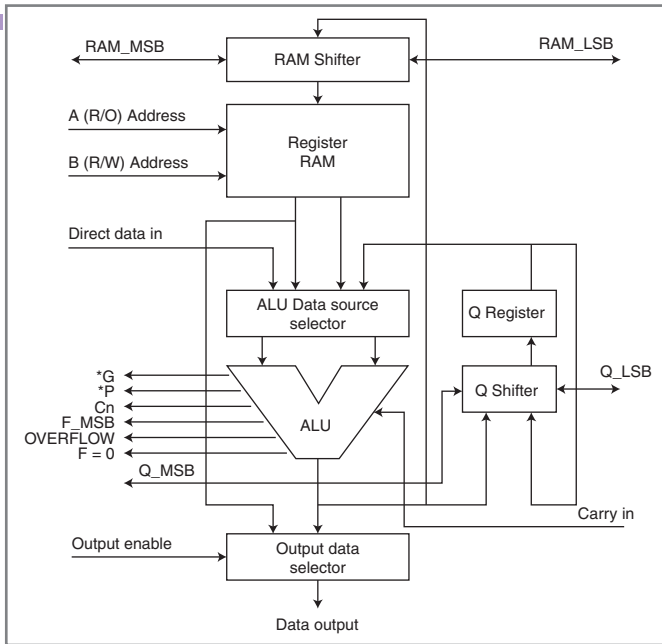 RAM_MSB
RAM_LSB
RAM Shifter
A (R/O) Address
Register
RAM
B (R/W) Address
Direct data in
ALU Data source
selector
Q Register
*G
*P
Cn
F_MSB
OVERFLOW
F = 0
ALU
Q Shifter
Q_LSB
Q_MSB
Carry in
Output enable
Output data
selector
Data output